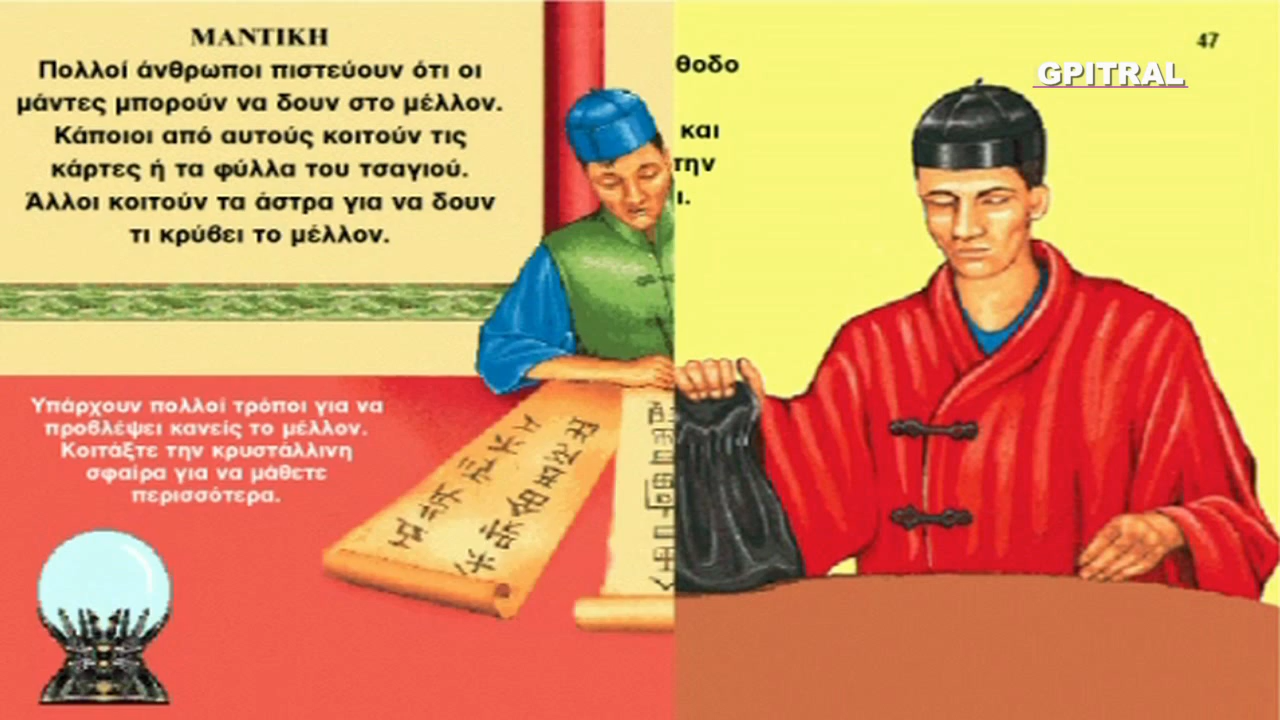 ΜΑΝΤΙΚΗ
Πολλοί άνθρωποι πιστεύουν ότι οι
μάντες μπορούν να δουν στο μέλλον.
Κάποιοι από αυτούς κοιτούν τις
κάρτες ή τα φύλλα του τσαγιού.
Άλλοι κοιτούν τα άστρα για να δουν
τι κρύβει το μέλλον.
Υπάρχουν πολλοί τρόποι για να
προβλέψει κανείς το μέλλον.
Κοιτάξτε την κρυστάλλινη
σφαίρα για να μάθετε
περισσότερα.
47
GPITRAL
θοδο
και
την
ι.